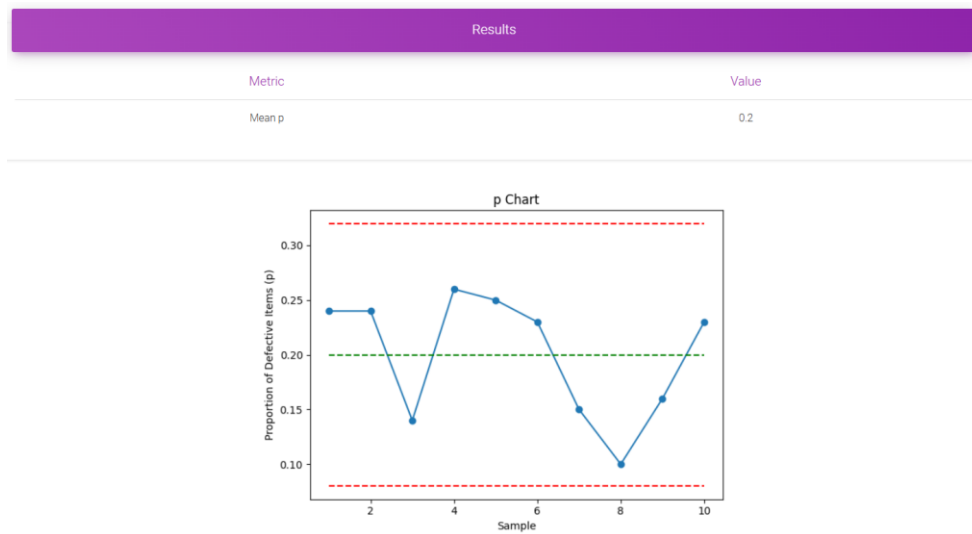 Results
Metric Value
Mean p 0.2
p Chart
Proportion of Defective Items (p)
0.30
0.25
0.20
0.15
0.10
2 4 6 8 10
Sample